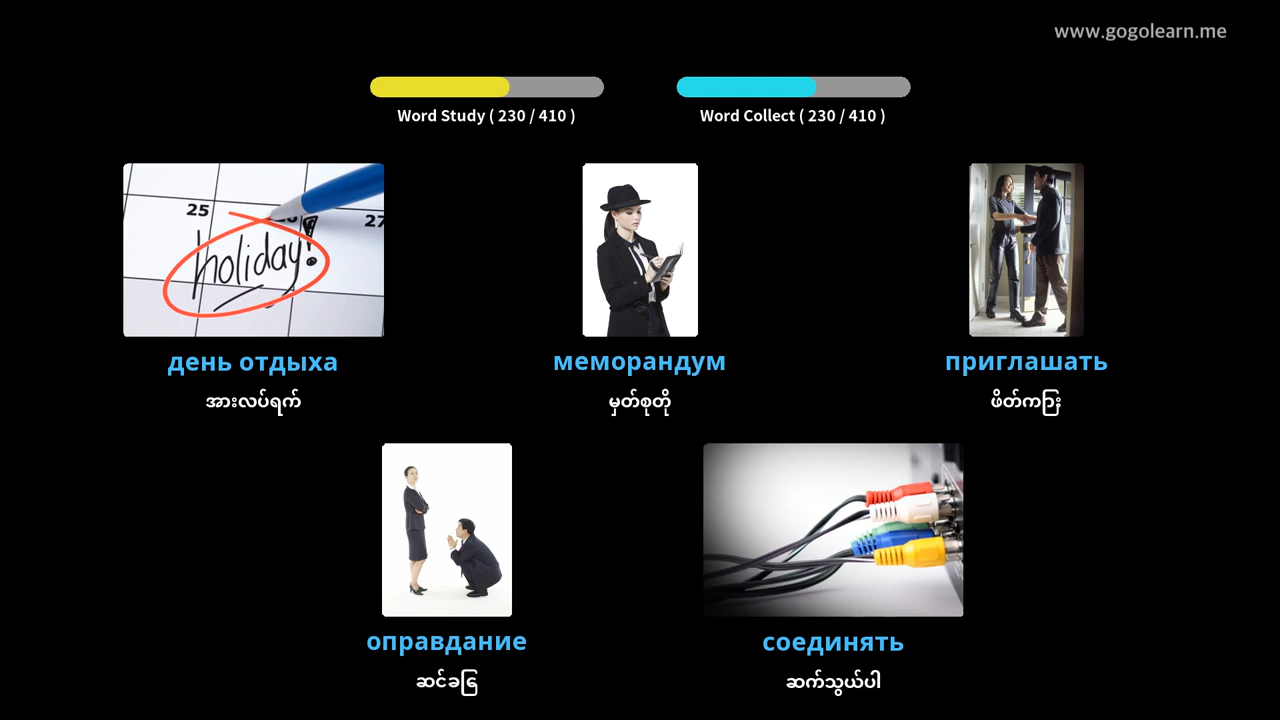 www.gogolearn.me
Word Study ( 230 / 410 )
Word Collect ( 230 / 410 )
25
27
holiday!
день отдыха
меморандум
приглашать
အားလပ်ရက်
မှတ်စုတို
ဖိတ်ကြား
оправдание
соединять
ဆင်ခြေ
ဆက်သွယ်ပါ